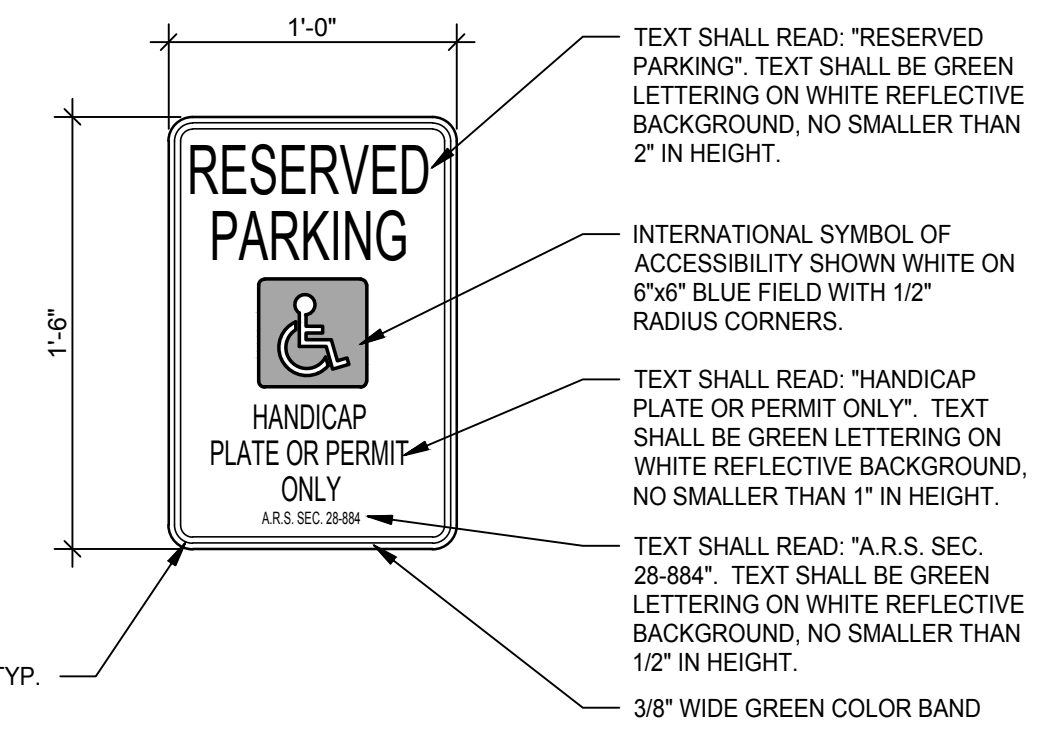 1'-0"
1'-6"
RESERVED
PARKING
HANDICAP
PLATE OR PERMIT
ONLY
A.R.S. SEC. 28-884
TYP.
TEXT SHALL READ: "RESERVED
PARKING". TEXT SHALL BE GREEN
LETTERING ON WHITE REFLECTIVE
BACKGROUND, NO SMALLER THAN
2" IN HEIGHT.
INTERNATIONAL SYMBOL OF
ACCESSIBILITY SHOWN WHITE ON
6"x6" BLUE FIELD WITH 1/2"
RADIUS CORNERS.
TEXT SHALL READ: "HANDICAP
PLATE OR PERMIT ONLY".  TEXT
SHALL BE GREEN LETTERING ON
WHITE REFLECTIVE BACKGROUND,
NO SMALLER THAN 1" IN HEIGHT.
TEXT SHALL READ: "A.R.S. SEC.
28-884".  TEXT SHALL BE GREEN
LETTERING ON WHITE REFLECTIVE
BACKGROUND, NO SMALLER THAN
1/2" IN HEIGHT.
3/8" WIDE GREEN COLOR BAND